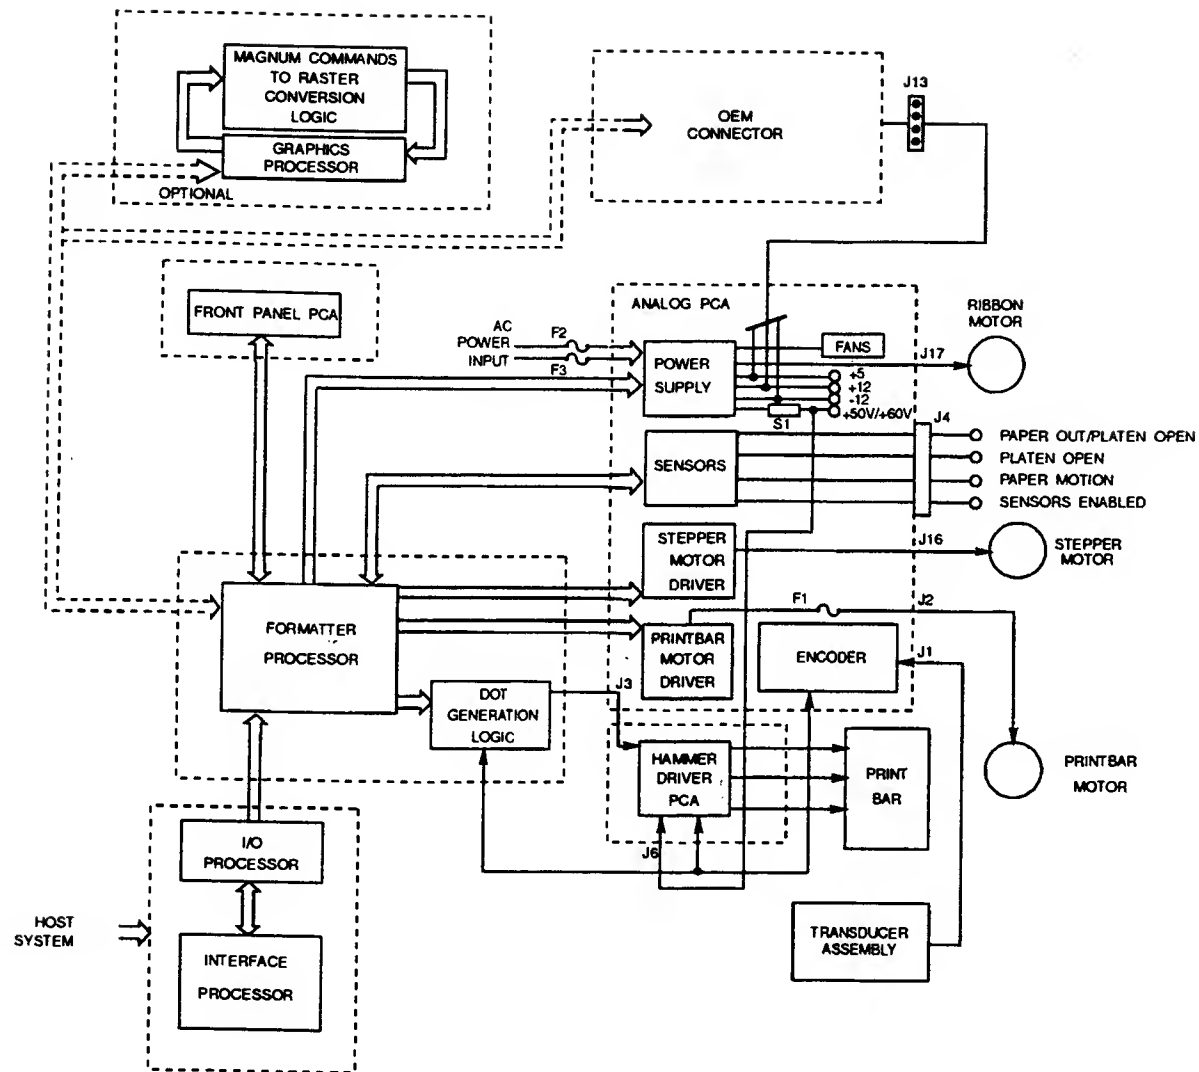 MAGNUM COMMANDS
TO RASTER
CONVERSION
LOGIC
GRAPHICS
PROCESSOR
OPTIONAL
OEM
CONNECTOR
J13
FRONT PANEL PCA
ANALOG PCA
RIBBON
MOTOR
AC
POWER
INPUT
F2
F3
POWER
SUPPLY
FANS
J17
+5
+12
-12
+50V/+60V
S1
J4
SENSORS
PAPER OUT/PLATEN OPEN
PLATEN OPEN
PAPER MOTION
SENSORS ENABLED
STEPPER
MOTOR
DRIVER
J16
STEPPER
MOTOR
FORMATTER
PROCESSOR
F1
J2
PRINTBAR
MOTOR
DRIVER
ENCODER
J1
DOT
GENERATION
LOGIC
J3
HAMMER
DRIVER
PCA
PRINT
BAR
PRINTBAR
MOTOR
J6
I/O
PROCESSOR
HOST
SYSTEM
INTERFACE
PROCESSOR
TRANSDUCER
ASSEMBLY